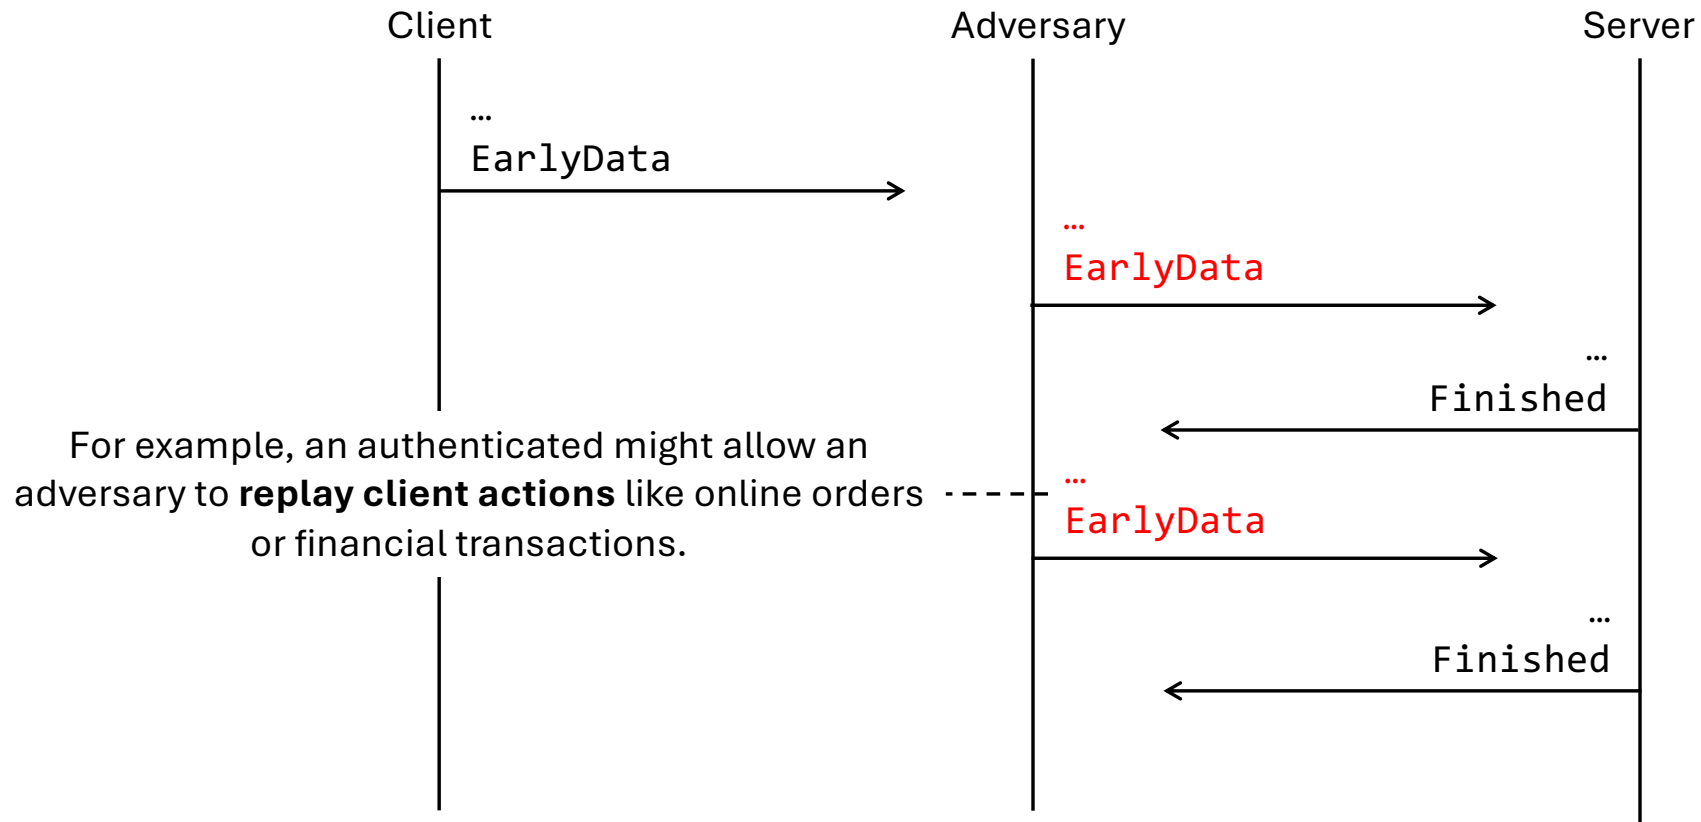 Client
Adversary
Server
…
EarlyData
…
EarlyData
…
Finished
For example, an authenticated might allow an
adversary to replay client actions like online orders
or financial transactions.
…
EarlyData
…
Finished